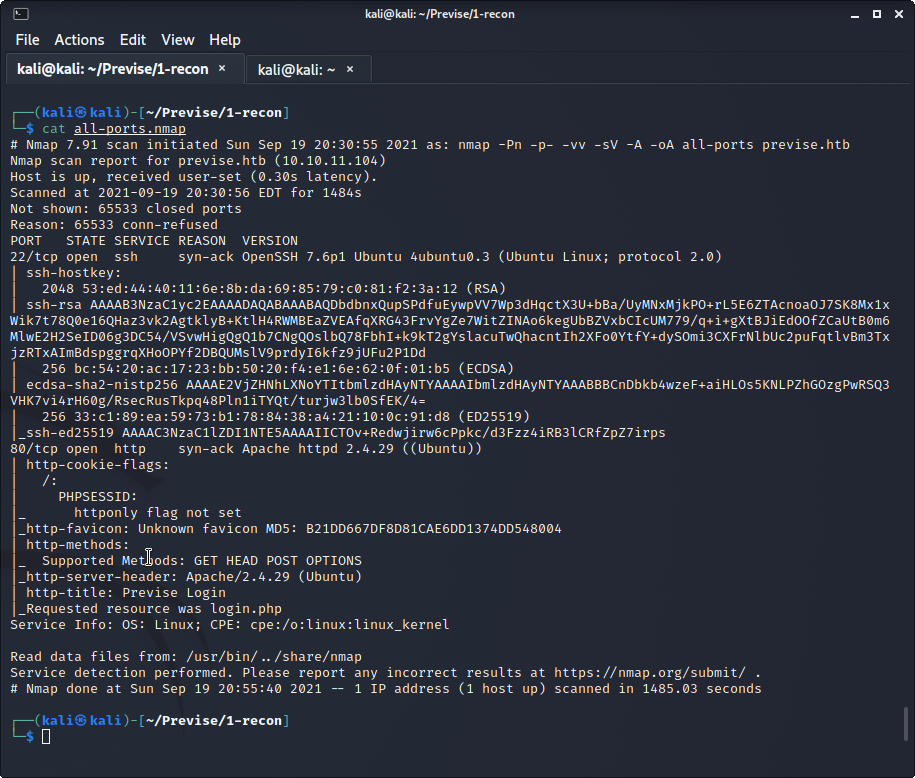 kali@kali: ~/Previse/1-recon
File Actions Edit View Help
kali@kali: ~/Previse/1-recon × kali@kali: ~ ×
┌──(kali㉿kali)-[~/Previse/1-recon]
└─$ cat all-ports.nmap
# Nmap 7.91 scan initiated Sun Sep 19 20:30:55 2021 as: nmap -Pn -p- -vv -sV -A -oA all-ports previse.htb
Nmap scan report for previse.htb (10.10.11.104)
Host is up, received user-set (0.30s latency).
Scanned at 2021-09-19 20:30:56 EDT for 1484s
Not shown: 65533 closed ports
Reason: 65533 conn-refused
PORT   STATE SERVICE REASON  VERSION
22/tcp open  ssh     syn-ack OpenSSH 7.6p1 Ubuntu 4ubuntu0.3 (Ubuntu Linux; protocol 2.0)
| ssh-hostkey:
|   2048 53:ed:44:40:11:6e:8b:da:69:85:79:c0:81:f2:3a:12 (RSA)
| ssh-rsa AAAAB3NzaC1yc2EAAAADAQABAAABAQDbdbnxQupSPdfuEywpVV7Wp3dHqctX3U+bBa/UyMNxMjkPO+rL5E6ZTAcnoaOJ7SK8Mx1x
Wik7t78Q0e16QHaz3vk2AgtklyB+KtlH4RWMBEaZVEAfqXRG43FrvYgZe7WitZINAo6kegUbBZVxbCIcUM779/q+i+gXtBJiEdOOfZCaUtB0m6
MlwE2H2SeID06g3DC54/VSvwHigQgQ1b7CNgQOslbQ78FbhI+k9kT2gYslacuTwQhacntIh2XFo0YtfY+dySOmi3CXFrNlbUc2puFqtlvBm3Tx
jzRTxAImBdspggrqXHoOPYf2DBQUMslV9prdyI6kfz9jUFu2P1Dd
|   256 bc:54:20:ac:17:23:bb:50:20:f4:e1:6e:62:0f:01:b5 (ECDSA)
| ecdsa-sha2-nistp256 AAAAE2VjZHNhLXNoYTItbmlzdHAyNTYAAAAIbmlzdHAyNTYAAABBBCnDbkb4wzeF+aiHLOs5KNLPZhGOzgPwRSQ3
VHK7vi4rH60g/RsecRusTkpq48Pln1iTYQt/turjw3lb0SfEK/4=
|   256 33:c1:89:ea:59:73:b1:78:84:38:a4:21:10:0c:91:d8 (ED25519)
|_ssh-ed25519 AAAAC3NzaC1lZDI1NTE5AAAAIICTOv+Redwjirw6cPpkc/d3Fzz4iRB3lCRfZpZ7irps
80/tcp open  http    syn-ack Apache httpd 2.4.29 ((Ubuntu))
| http-cookie-flags:
|   /:
|     PHPSESSID:
|_      httponly flag not set
|_http-favicon: Unknown favicon MD5: B21DD667DF8D81CAE6DD1374DD548004
| http-methods:
|_  Supported Methods: GET HEAD POST OPTIONS
|_http-server-header: Apache/2.4.29 (Ubuntu)
| http-title: Previse Login
|_Requested resource was login.php
Service Info: OS: Linux; CPE: cpe:/o:linux:linux_kernel
Read data files from: /usr/bin/../share/nmap
Service detection performed. Please report any incorrect results at https://nmap.org/submit/ .
# Nmap done at Sun Sep 19 20:55:40 2021 -- 1 IP address (1 host up) scanned in 1485.03 seconds
┌──(kali㉿kali)-[~/Previse/1-recon]
└─$